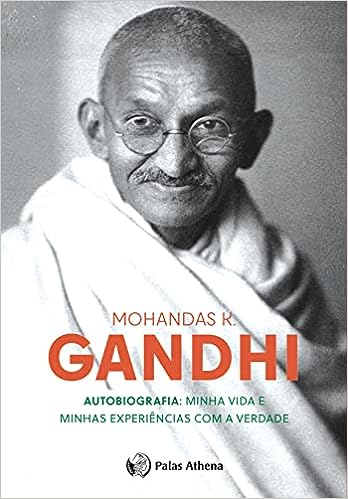 MOHANDAS K.
GANDHI
AUTOBIOGRAFIA: MINHA VIDA E
MINHAS EXPERIÊNCIAS COM A VERDADE
Palas Athena